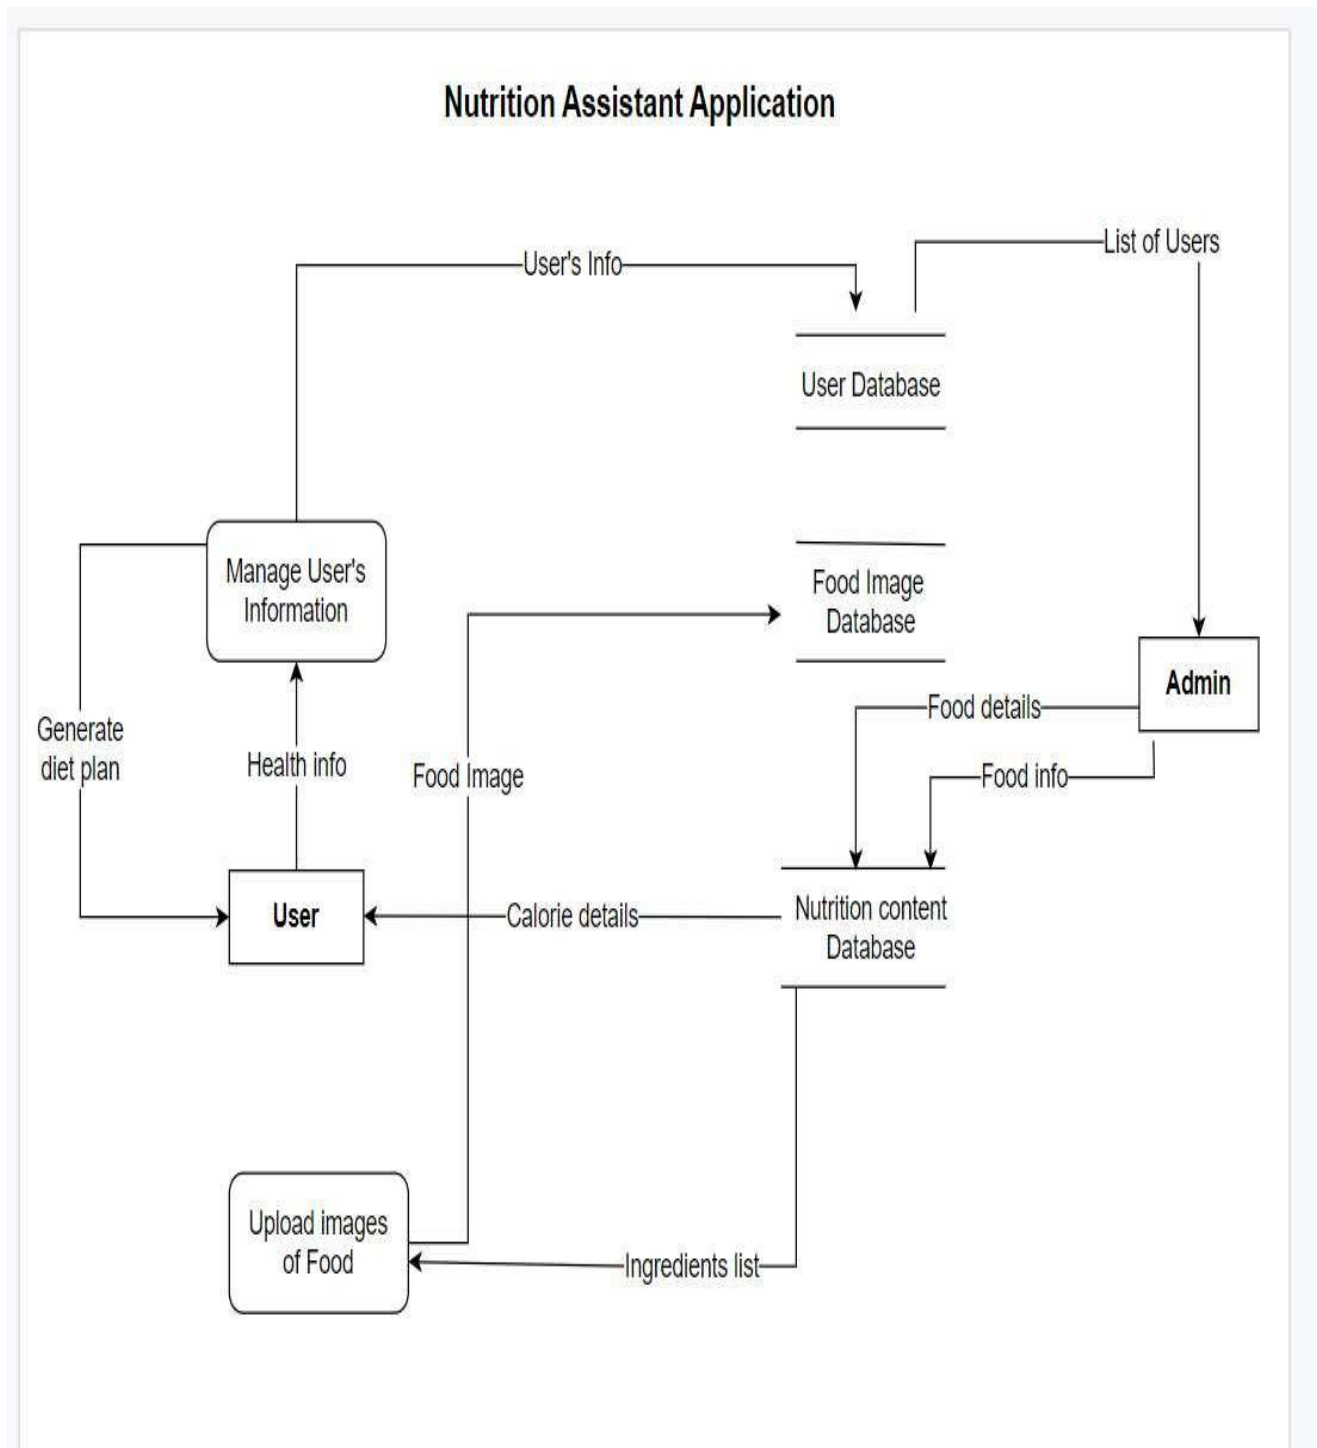 Nutrition Assistant Application
List of Users
User's Info
User Database
Manage User's
Information
Food Image
Database
Admin
Food details
Generate
diet plan
Health info
Food Image
Food info
User
Calorie details
Nutrition content
Database
Upload images
of Food
Ingredients list